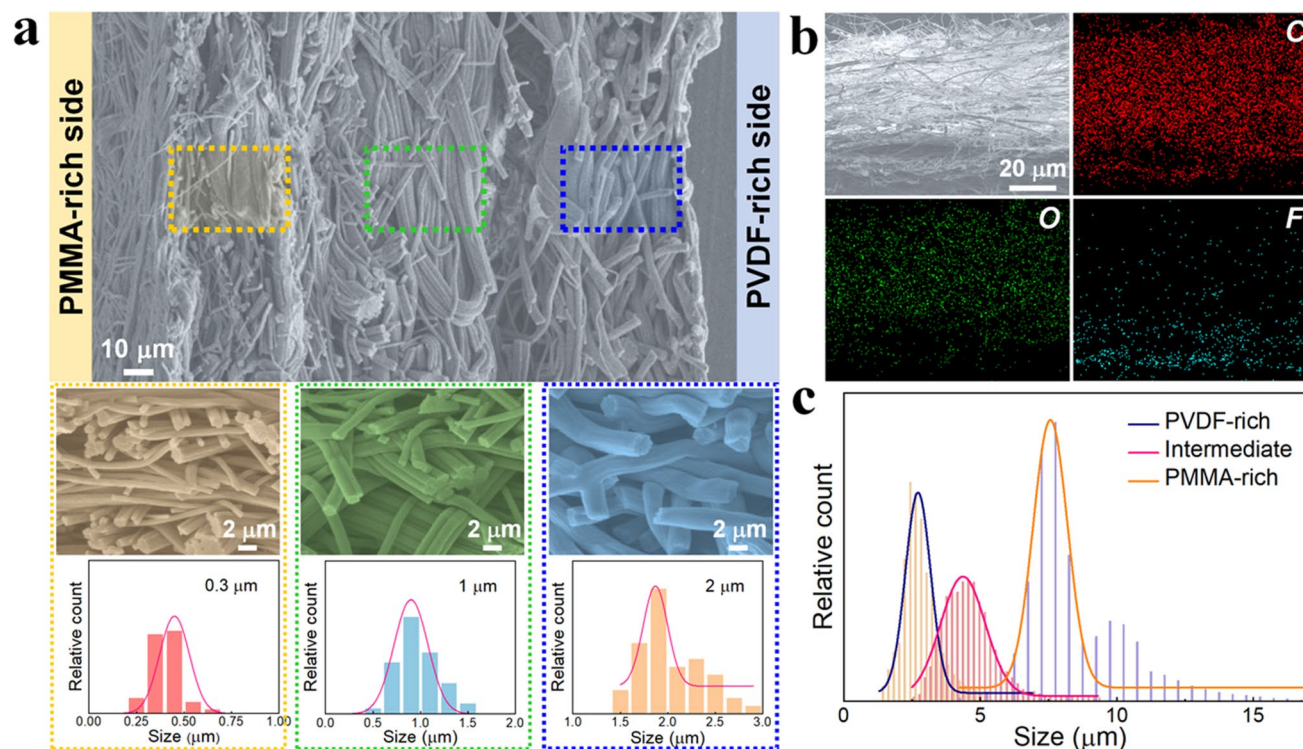 a
PMMA-rich side
PVDF-rich side
10 μm
2 μm
2 μm
2 μm
Relative count
0.3 μm
0.00
0.25
0.50
0.75
1.0
Size (μm)
Relative count
1 μm
0.0
0.5
1.0
1.5
2.0
Size (μm)
Relative count
2 μm
1.0
1.5
2.0
2.5
3.0
Size (μm)
b
20 μm
C
O
F
c
PVDF-rich
Intermediate
PMMA-rich
Relative count
0
5
10
15
Size (μm)